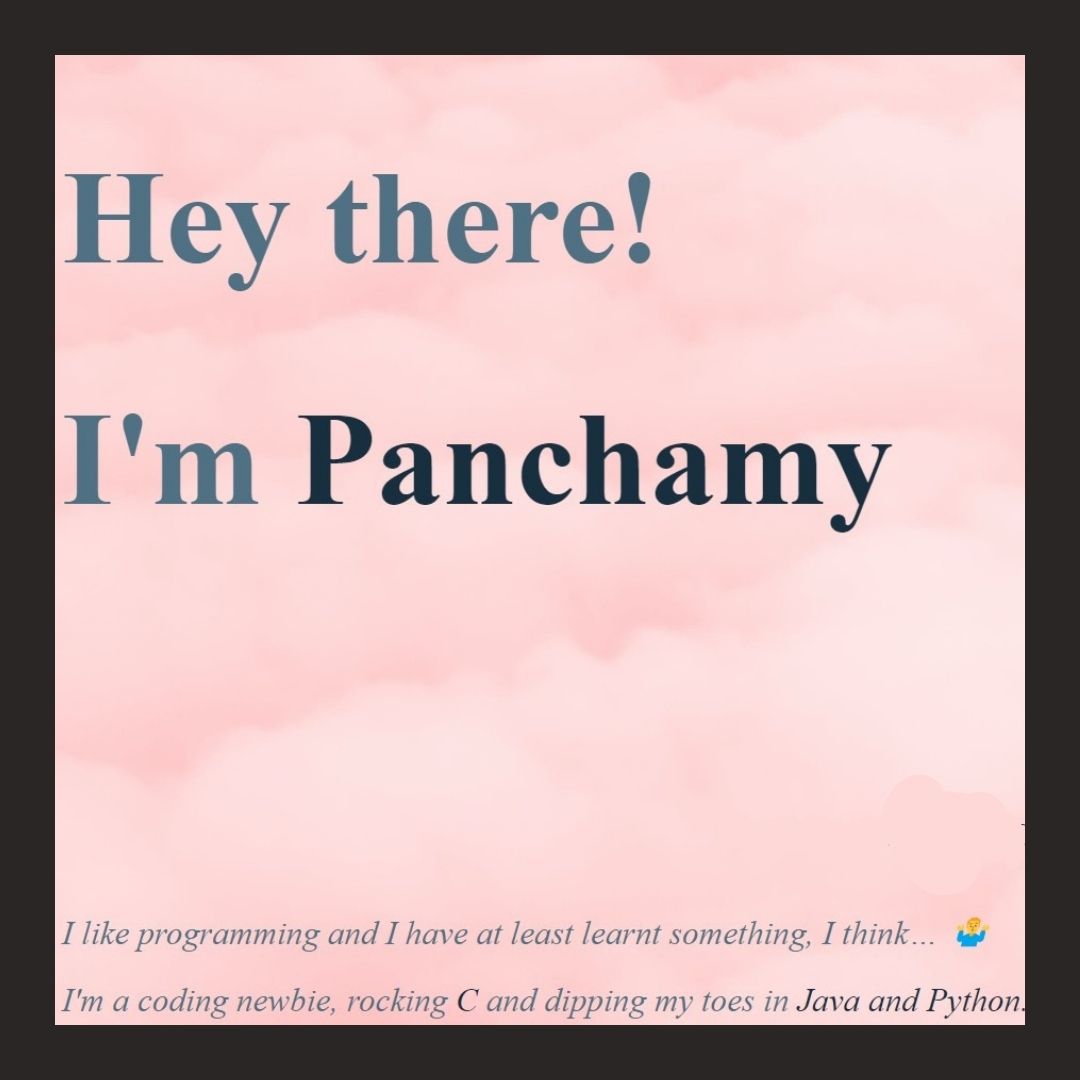 Hey there!
I'm Panchamy
I like programming and I have at least learnt something, I think... 🤷
I'm a coding newbie, rocking C and dipping my toes in Java and Python.